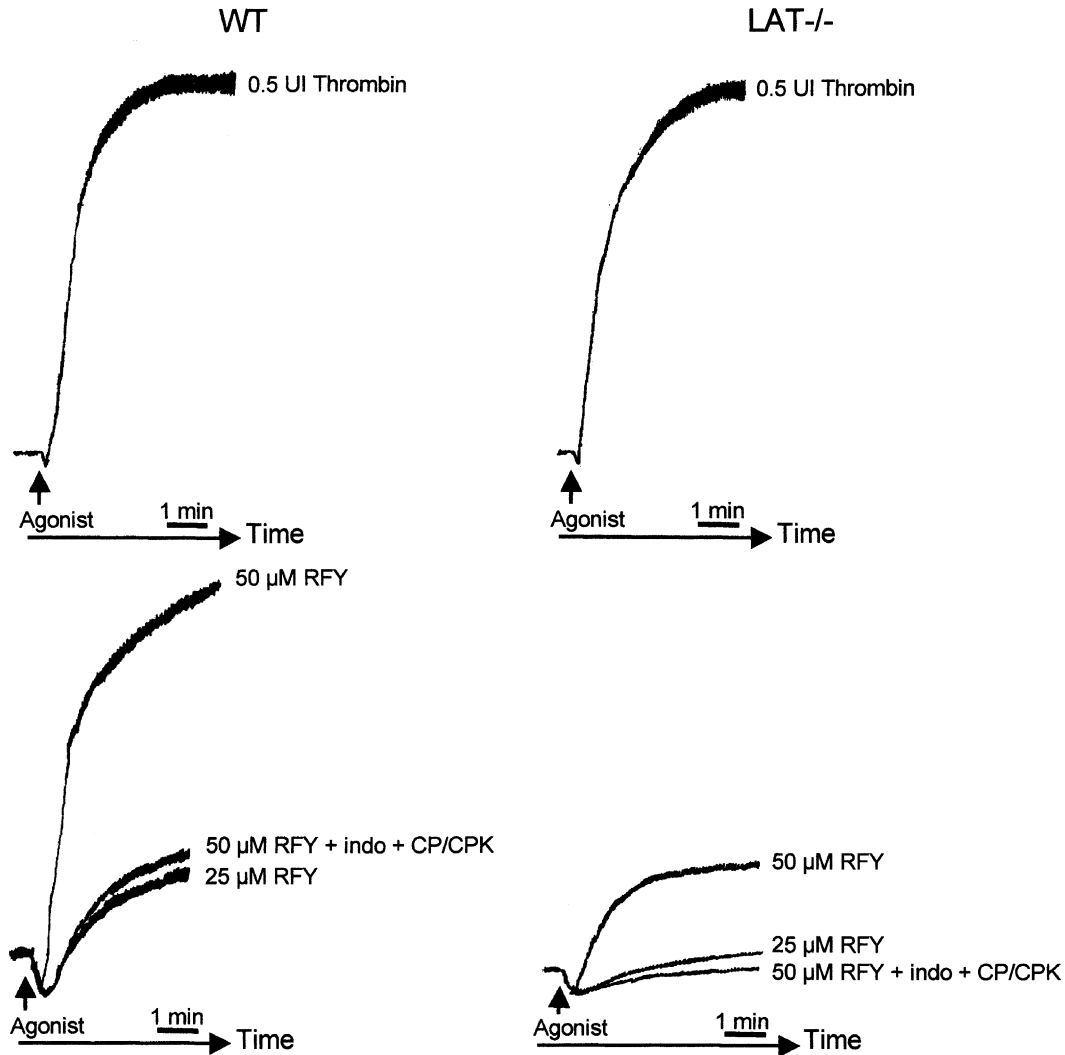 WT
0.5 UI Thrombin
Agonist
1 min
Time
LAT-/-
0.5 UI Thrombin
Agonist
1 min
Time
50 µM RFY
50 µM RFY + indo + CP/CPK
25 µM RFY
Agonist
1 min
Time
50 µM RFY
25 µM RFY
50 µM RFY + indo + CP/CPK
Agonist
1 min
Time